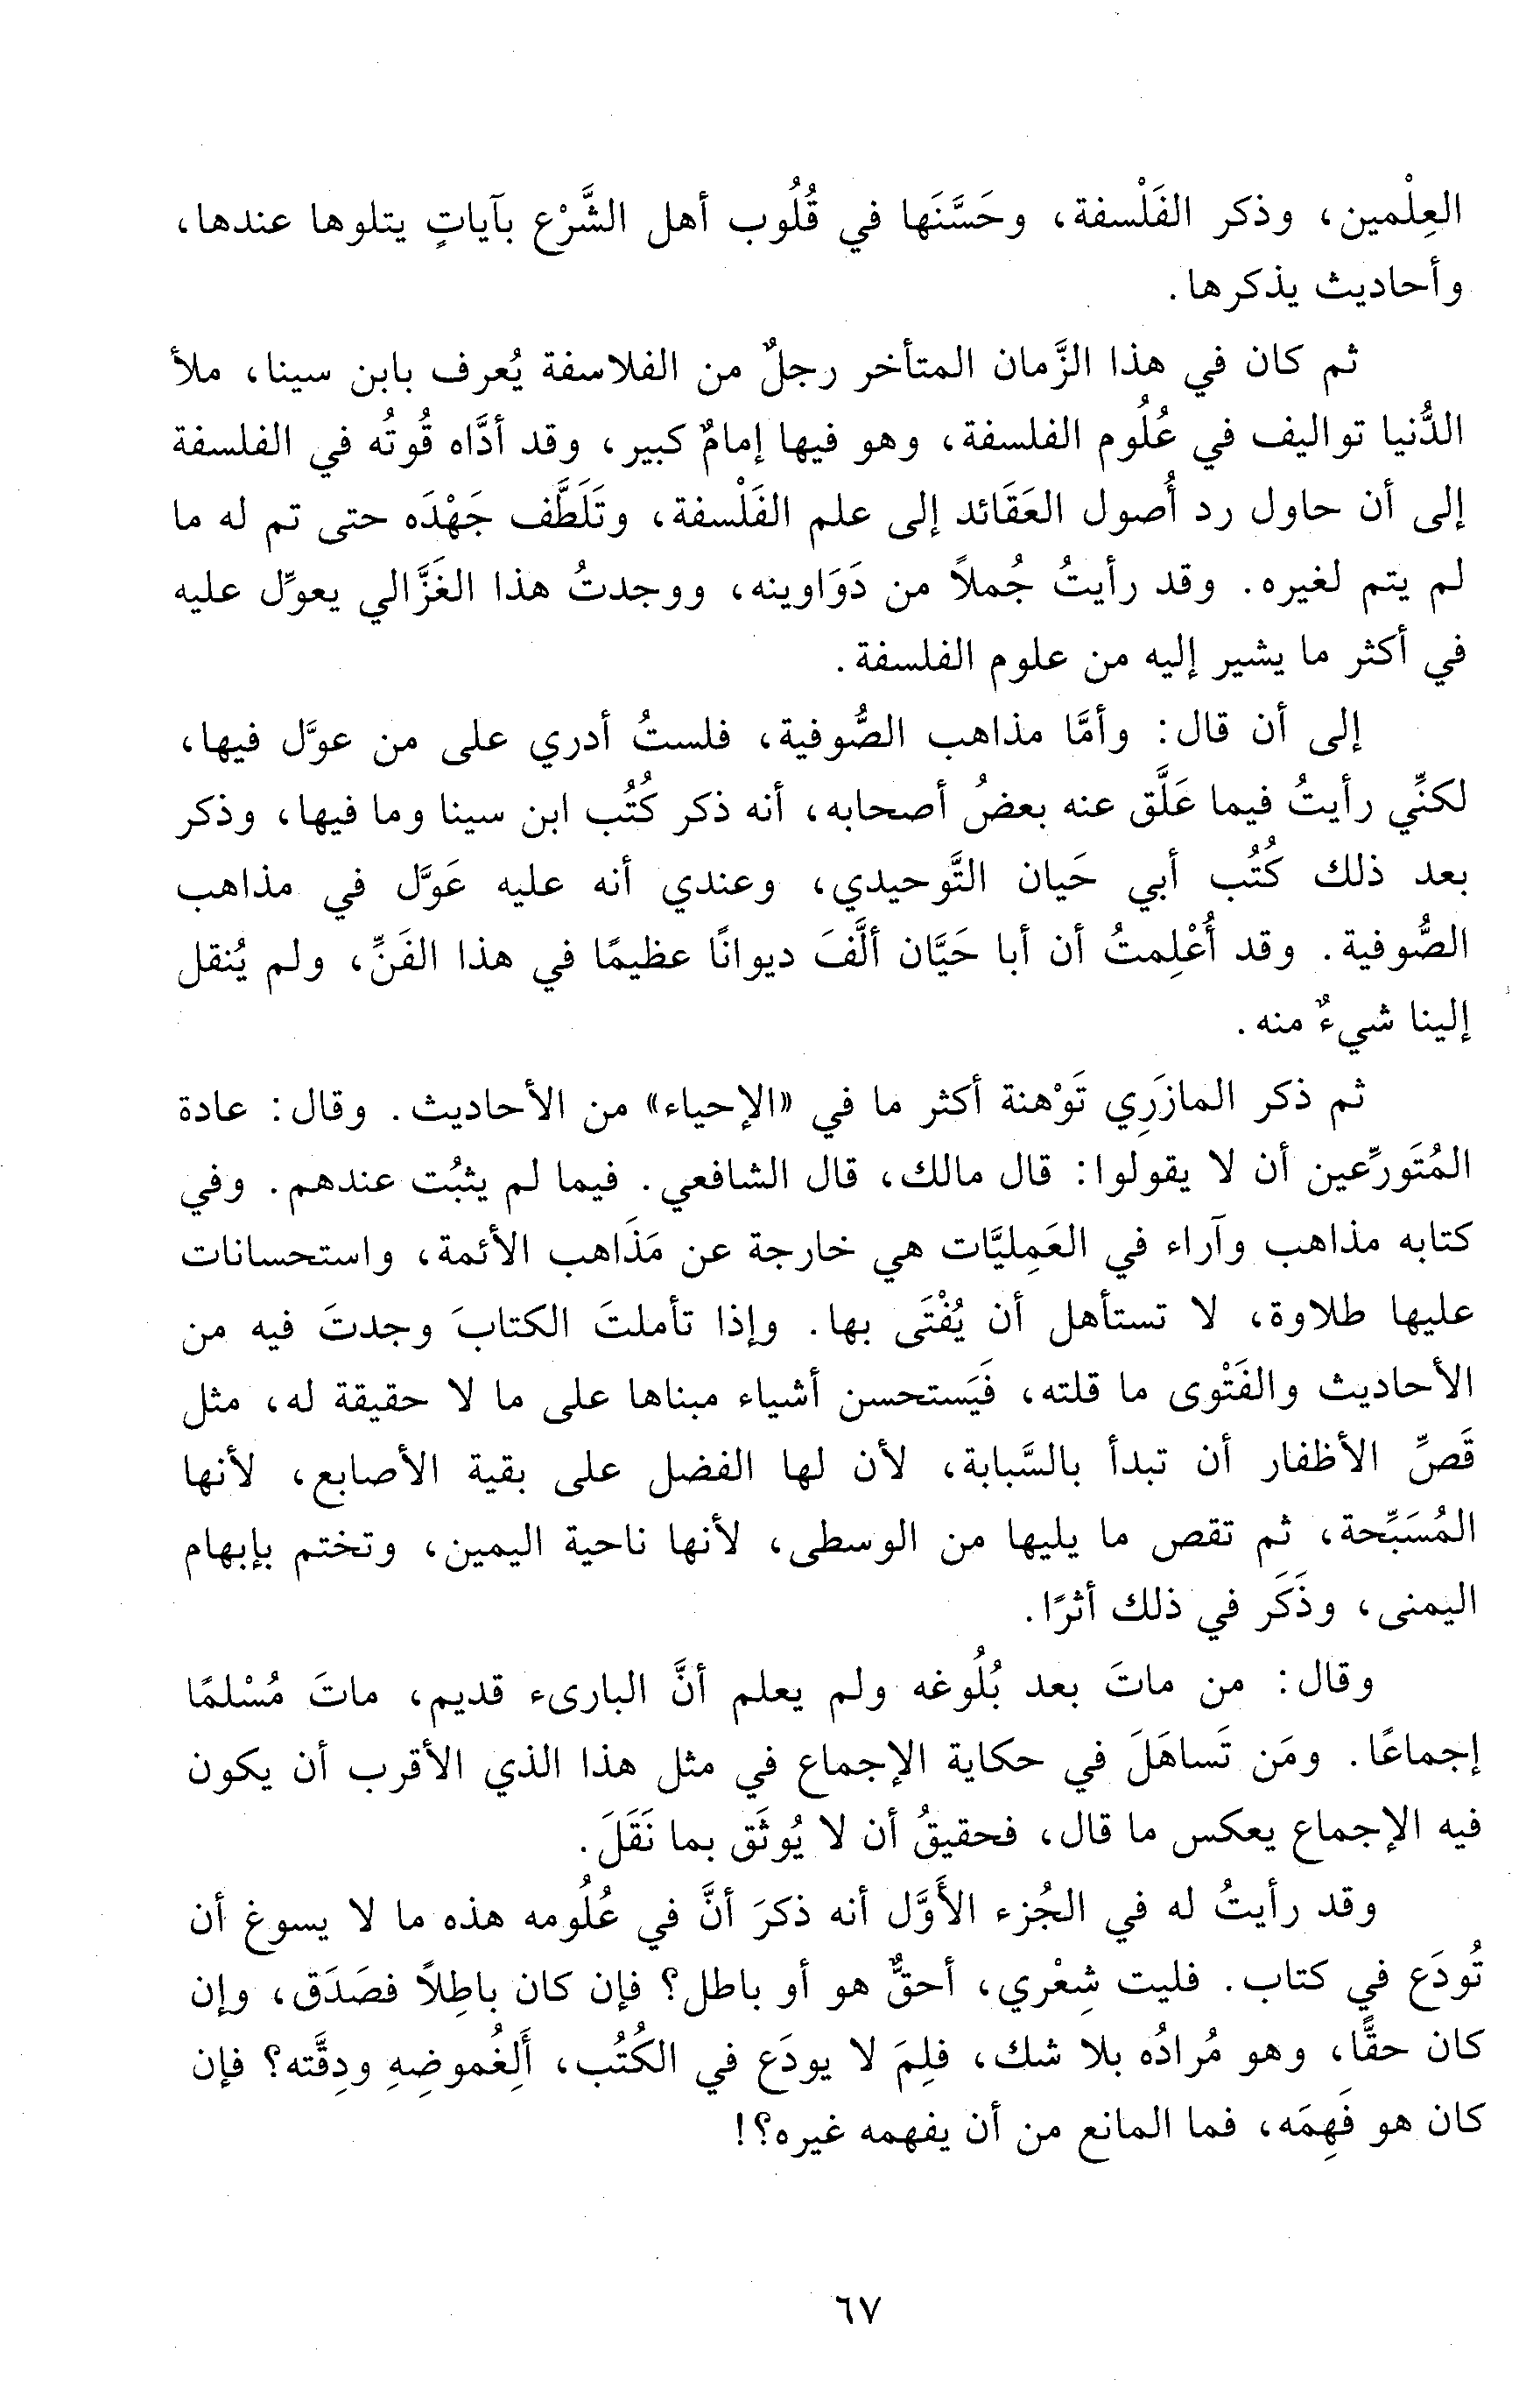 العِلْمين، وذكر الفَلْسفة، وحَسَّنَها في قُلُوب أهل الشَّرْع بآياتٍ يتلوها عندها،
وأحاديث يذكرها.
ثم كان في هذا الزَّمان المتأخر رجلٌ من الفلاسفة يُعرف بابن سينا، ملأ
الدُّنيا تواليف في عُلُوم الفلسفة، وهو فيها إمامٌ كبير، وقد أدَّاه قُوتُه في الفلسفة
إلى أن حاول رد أُصول العَقَائد إلى علم الفَلْسفة، وتَلَطَّف جَهْدَه حتى تم له ما
لم يتم لغيره. وقد رأيتُ جُملاً من دَوَاوينه، ووجدتُ هذا الغَزَّالي يعوِّل عليه
في أكثر ما يشير إليه من علوم الفلسفة.
إلى أن قال: وأمَّا مذاهب الصُّوفية، فلستُ أدري على من عوَّل فيها،
لكنِّي رأيتُ فيما عَلَّق عنه بعضُ أصحابه، أنه ذكر كُتُب ابن سينا وما فيها، وذكر
بعد ذلك كُتُب أبي حَيان التَّوحيدي، وعندي أنه عليه عَوَّل في مذاهب
الصُّوفية. وقد أُعْلِمتُ أن أبا حَيَّان ألَّفَ ديوانًا عظيمًا في هذا الفَنِّ، ولم يُنقل
إلينا شيءٌ منه.
ثم ذكر المازَرِي تَوْهنة أكثر ما في «الإحياء» من الأحاديث. وقال: عادة
المُتَورِّعين أن لا يقولوا: قال مالك، قال الشافعي. فيما لم يثبُت عندهم. وفي
كتابه مذاهب وآراء في العَمِليَّات هي خارجة عن مَذَاهب الأئمة، واستحسانات
عليها طلاوة، لا تستأهل أن يُفْتَى بها. وإذا تأملتَ الكتابَ وجدتَ فيه من
الأحاديث والفَتْوى ما قلته، فَيَستحسن أشياء مبناها على ما لا حقيقة له، مثل
قَصِّ الأظفار أن تبدأ بالسَّبابة، لأن لها الفضل على بقية الأصابع، لأنها
المُسَبِّحة، ثم تقص ما يليها من الوسطى، لأنها ناحية اليمين، وتختم بإبهام
اليمنى، وذَكَر في ذلك أثرًا.
وقال: من ماتَ بعد بُلُوغه ولم يعلم أنَّ البارىء قديم، ماتَ مُسْلمًا
إجماعًا. ومَن تَساهَلَ في حكاية الإجماع في مثل هذا الذي الأقرب أن يكون
فيه الإجماع يعكس ما قال، فحقيقُ أن لا يُوثَق بما نَقَلَ.
وقد رأيتُ له في الجُزء الأَوَّل أنه ذكرَ أنَّ في عُلُومه هذه ما لا يسوغ أن
تُودَع في كتاب. فليت شِعْري، أحقٌّ هو أو باطل؟ فإن كان باطِلاً فصَدَق، وإن
كان حقًّا، وهو مُرادُه بلا شك، فلِمَ لا يودَع في الكُتُب، أَلِغُموضِهِ ودِقَّته؟ فإن
كان هو فَهِمَه، فما المانع من أن يفهمه غيره؟!
٦٧